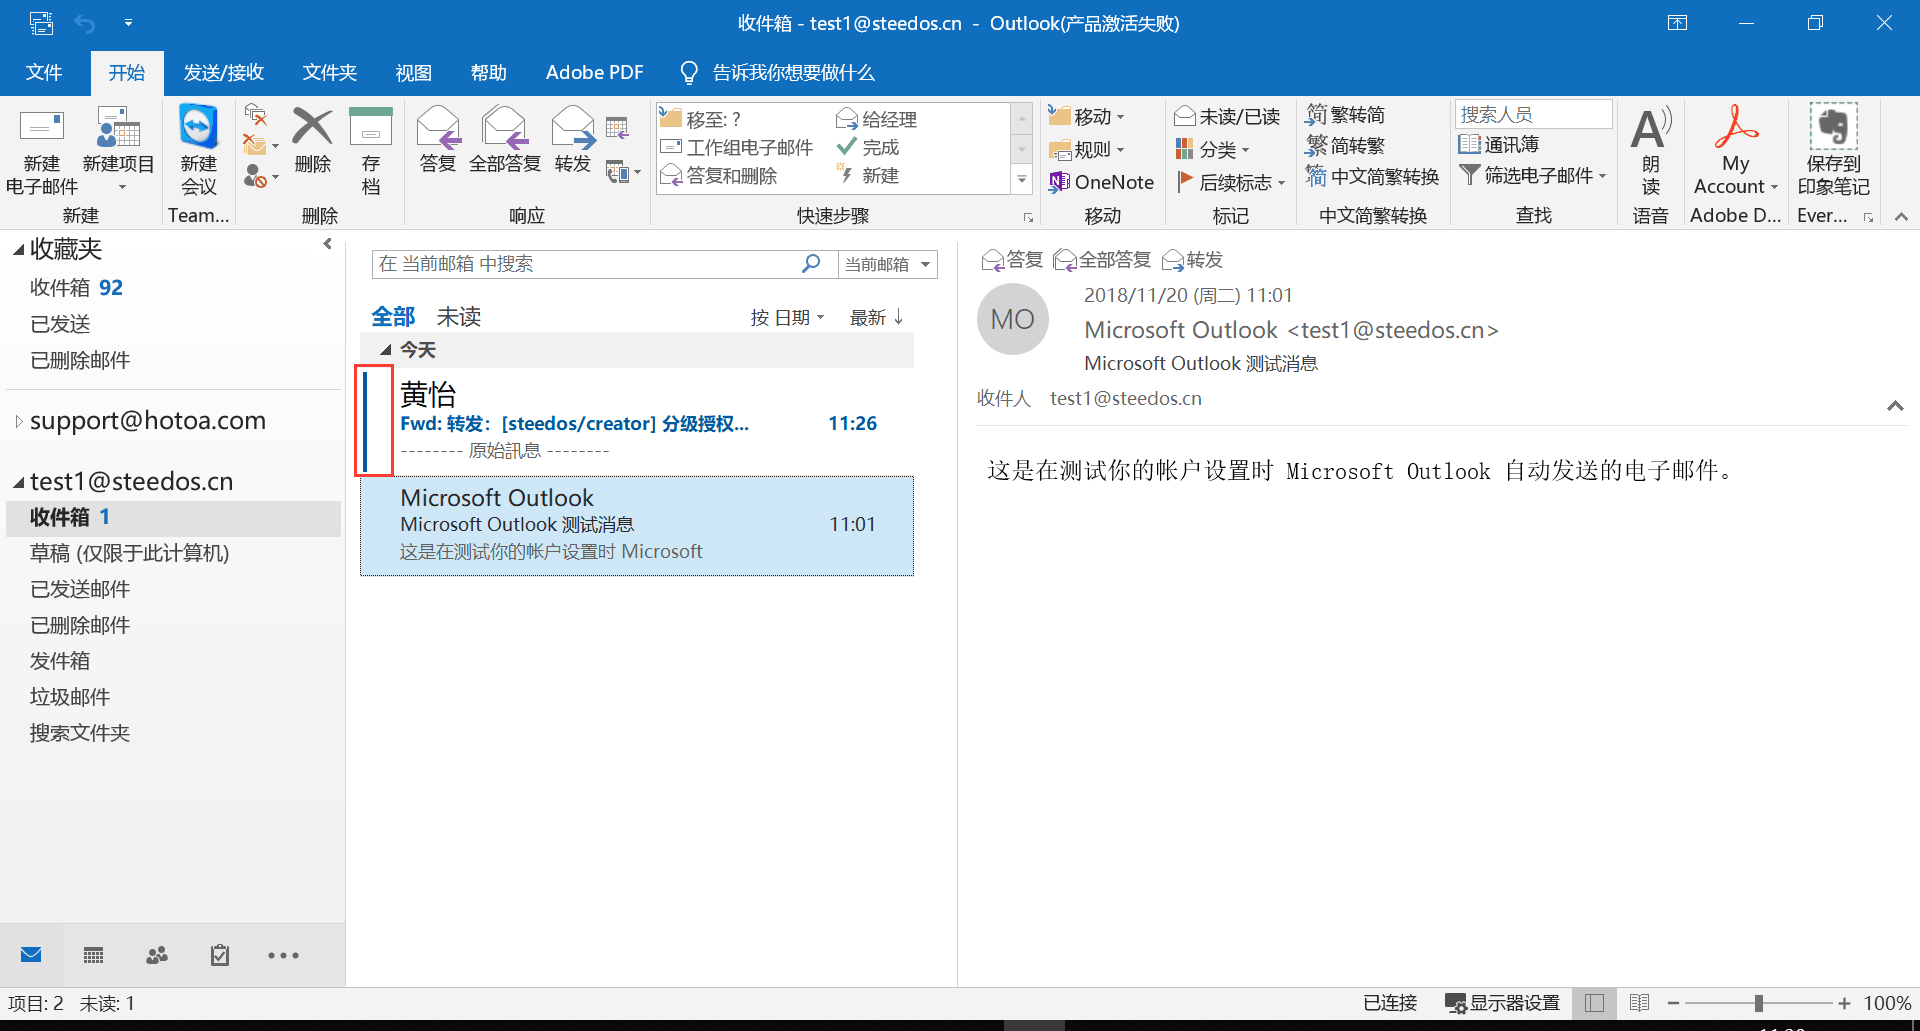 收件箱 - test1@steedos.cn - Outlook(产品激活失败)
文件 开始 发送/接收 文件夹 视图 帮助 Adobe PDF 告诉我你想要做什么
新建
电子邮件
新建项目
新建
新建
会议
Team...
删除
存
档
删除
答复
全部答复
转发
响应
移至: ?
工作组电子邮件
答复和删除
给经理
完成
新建
快速步骤
移动
规则
OneNote
移动
未读/已读
分类
后续标志
标记
繁转简
简转繁
中文简繁转换
中文简繁转换
搜索人员
通讯簿
筛选电子邮件
查找
朗
读
语音
My
Account
Adobe D...
保存到
印象笔记
Ever...
收藏夹
收件箱 92
已发送
已删除邮件
support@hotoa.com
test1@steedos.cn
收件箱 1
草稿 (仅限于此计算机)
已发送邮件
已删除邮件
发件箱
垃圾邮件
搜索文件夹
在 当前邮箱 中搜索 当前邮箱
全部 未读 按 日期 最新 ↓
今天
黄怡
Fwd: 转发：[steedos/creator] 分级授权... 11:26
-------- 原始訊息 --------
Microsoft Outlook
Microsoft Outlook 测试消息 11:01
这是在测试你的帐户设置时 Microsoft
答复 全部答复 转发
MO
2018/11/20 (周二) 11:01
Microsoft Outlook <test1@steedos.cn>
Microsoft Outlook 测试消息
收件人 test1@steedos.cn
这是在测试你的帐户设置时 Microsoft Outlook 自动发送的电子邮件。
项目: 2 未读: 1 已连接 显示器设置 100%